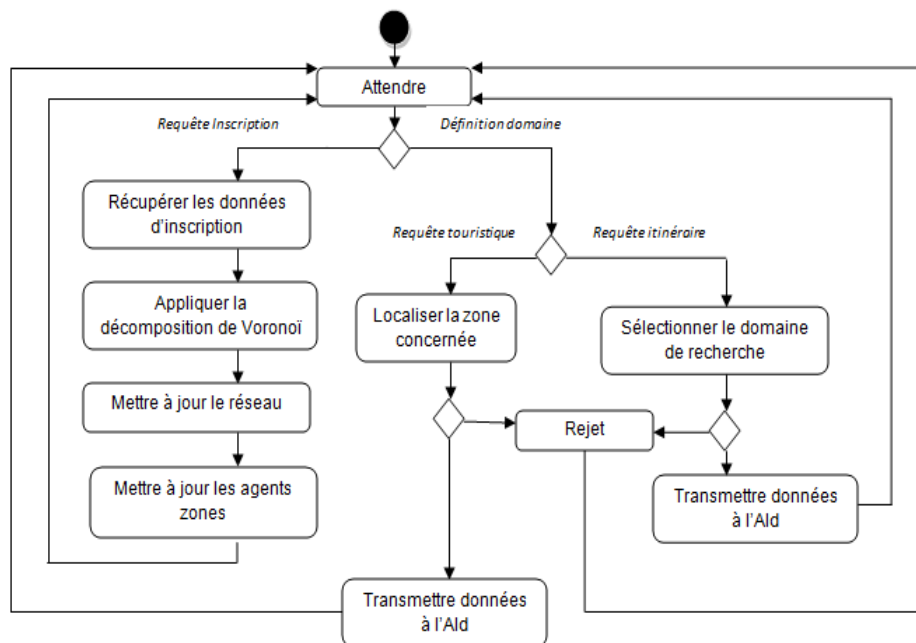 Attendre
Requête Inscription
Définition domaine
Récupérer les données
d'inscription
Requête touristique
Requête itinéraire
Appliquer la
décomposition de Voronoï
Localiser la zone
concernée
Sélectionner le domaine
de recherche
Mettre à jour le réseau
Rejet
Mettre à jour les agents
zones
Transmettre données
à l'AId
Transmettre données
à l'AId